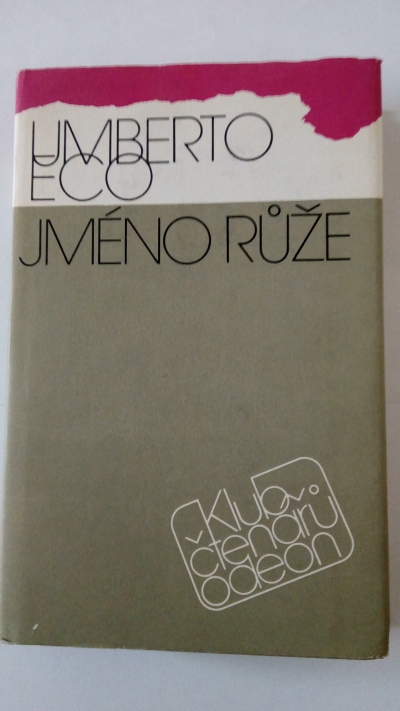 UMBERTO
ECO
JMÉNO RŮŽE
Klub
čtenářů
odeon